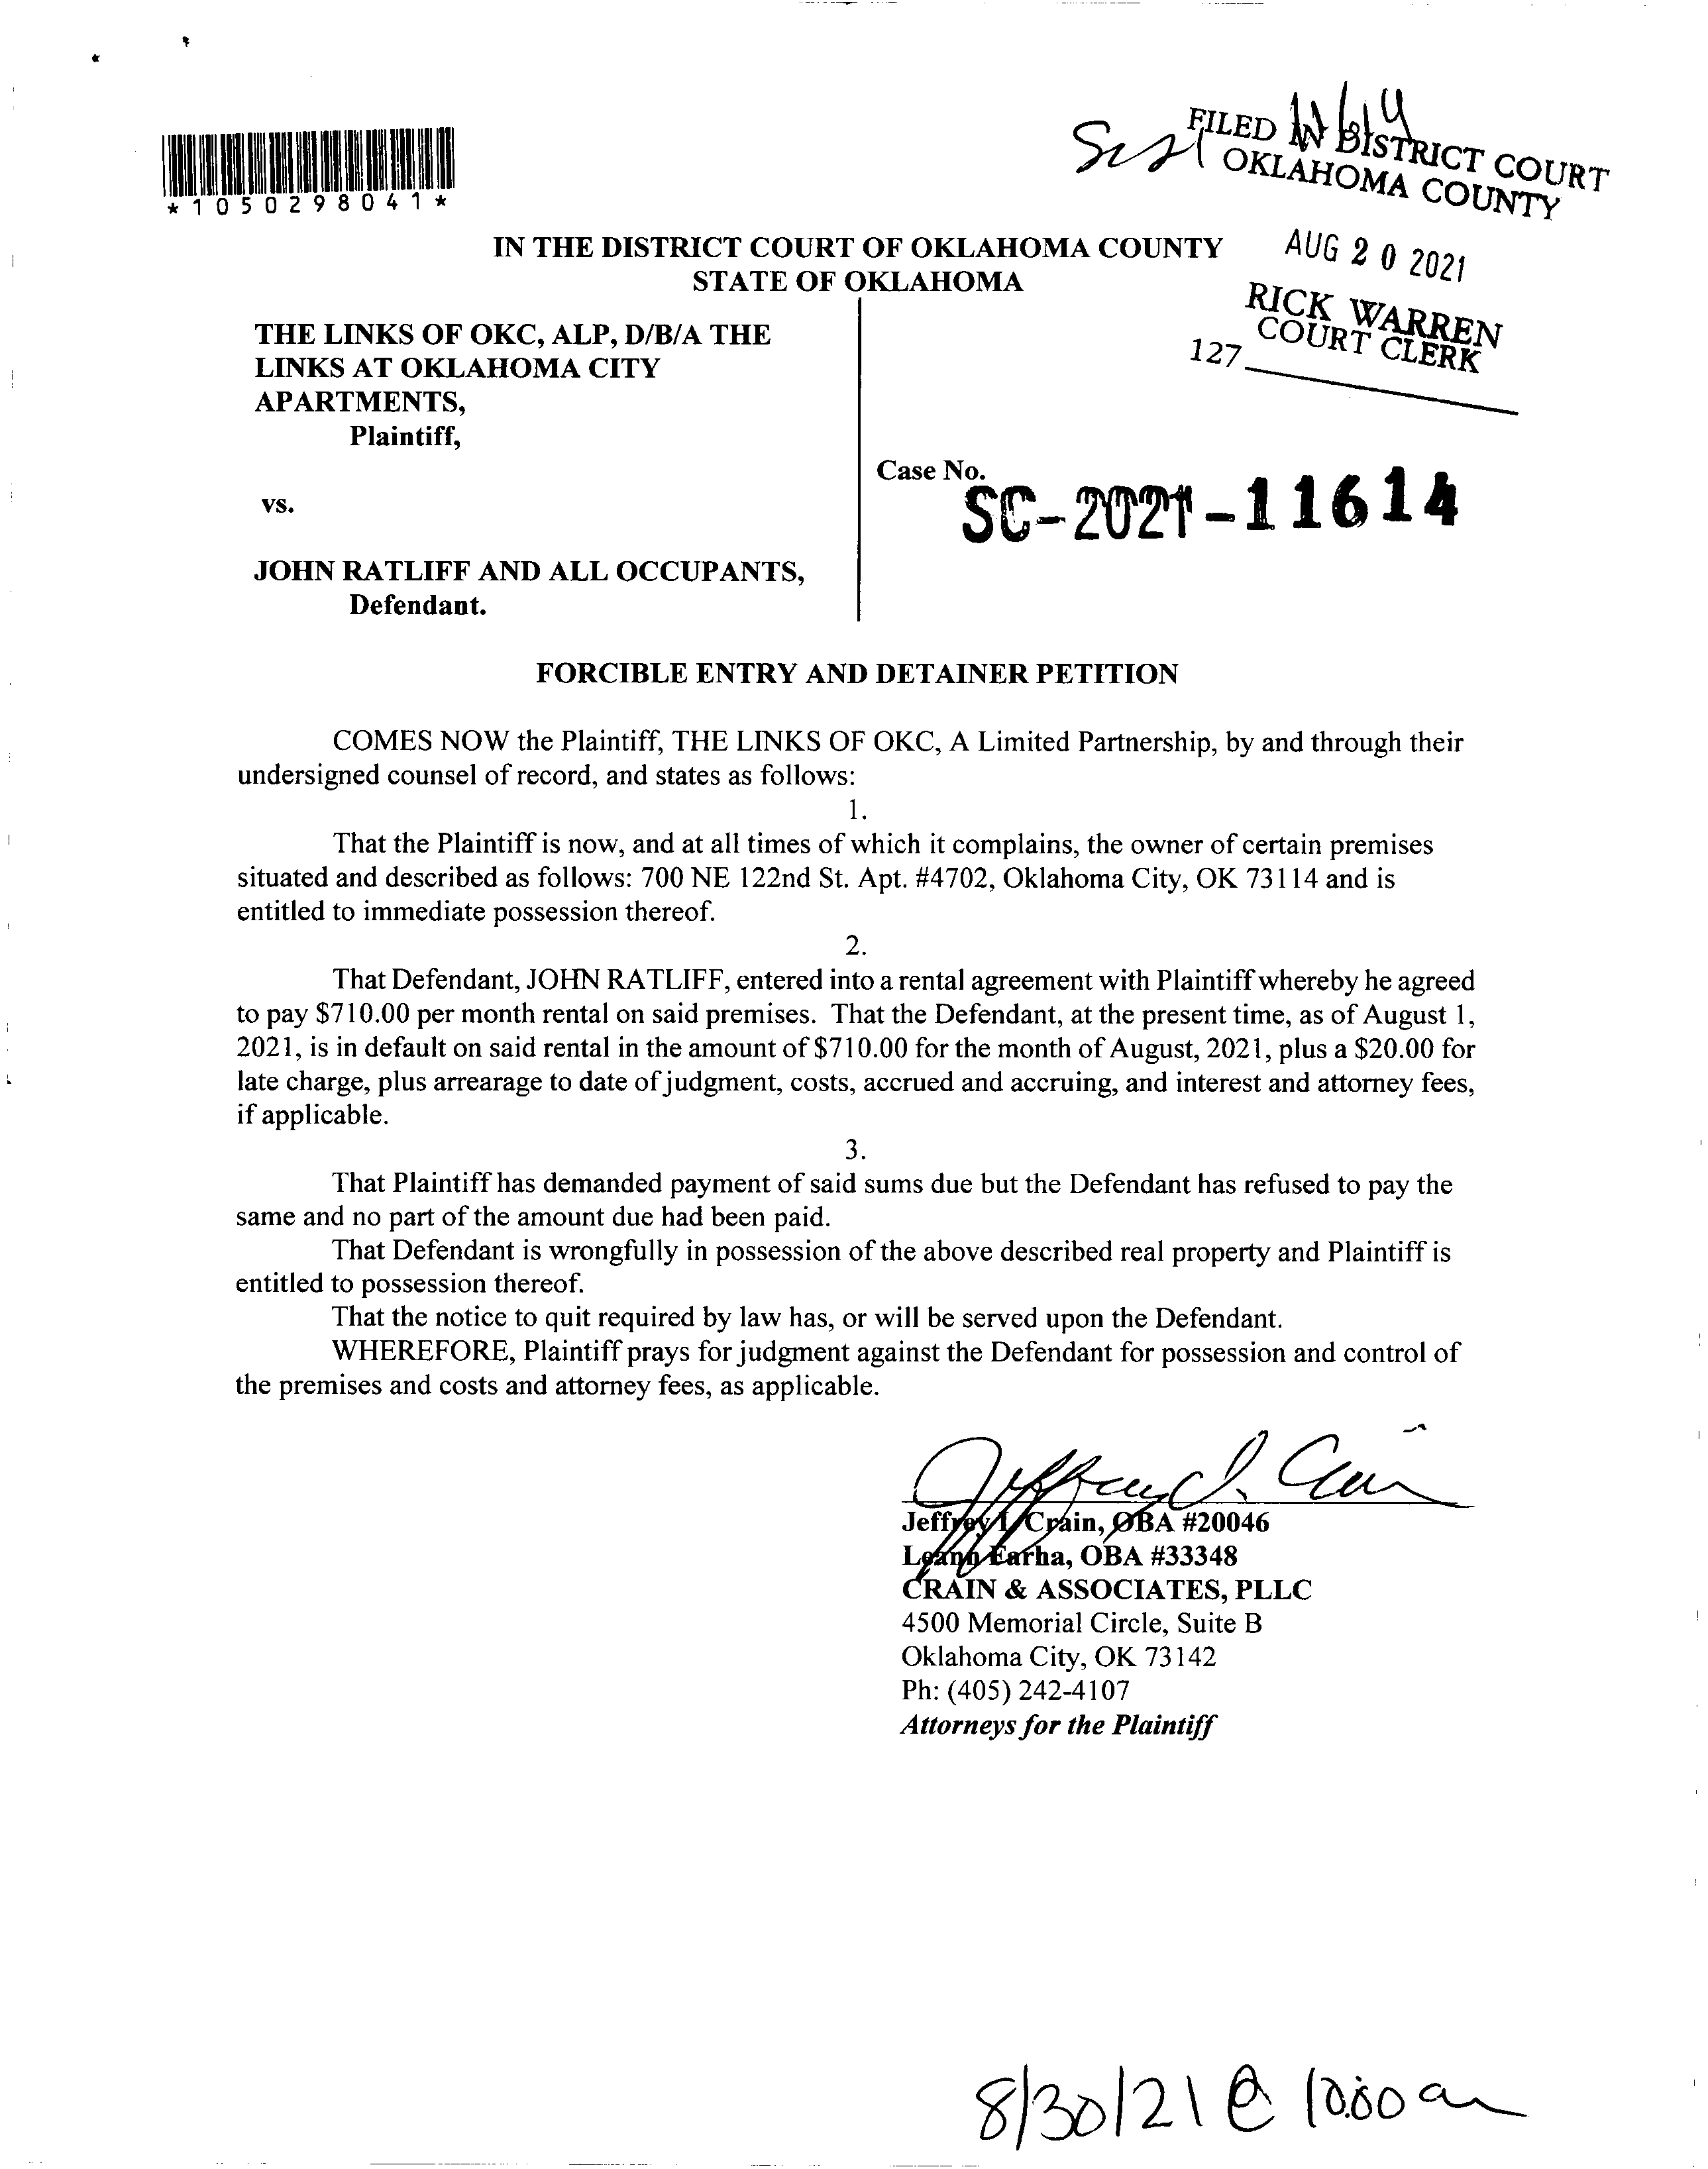 *1050298041*
FILED IN DISTRICT COURT
OKLAHOMA COUNTY
AUG 20 2021
RICK WARREN
COURT CLERK
127
IN THE DISTRICT COURT OF OKLAHOMA COUNTY
STATE OF OKLAHOMA
THE LINKS OF OKC, ALP, D/B/A THE
LINKS AT OKLAHOMA CITY
APARTMENTS,
Plaintiff,
vs.
JOHN RATLIFF AND ALL OCCUPANTS,
Defendant.
Case No.
SC-2021-11614
FORCIBLE ENTRY AND DETAINER PETITION
COMES NOW the Plaintiff, THE LINKS OF OKC, A Limited Partnership, by and through their
undersigned counsel of record, and states as follows:
1.
That the Plaintiff is now, and at all times of which it complains, the owner of certain premises
situated and described as follows: 700 NE 122nd St. Apt. #4702, Oklahoma City, OK 73114 and is
entitled to immediate possession thereof.
2.
That Defendant, JOHN RATLIFF, entered into a rental agreement with Plaintiff whereby he agreed
to pay $710.00 per month rental on said premises. That the Defendant, at the present time, as of August 1,
2021, is in default on said rental in the amount of $710.00 for the month of August, 2021, plus a $20.00 for
late charge, plus arrearage to date of judgment, costs, accrued and accruing, and interest and attorney fees,
if applicable.
3.
That Plaintiff has demanded payment of said sums due but the Defendant has refused to pay the
same and no part of the amount due had been paid.
That Defendant is wrongfully in possession of the above described real property and Plaintiff is
entitled to possession thereof.
That the notice to quit required by law has, or will be served upon the Defendant.
WHEREFORE, Plaintiff prays for judgment against the Defendant for possession and control of
the premises and costs and attorney fees, as applicable.
Jeffrey I. Crain
Jeffrey I. Crain, OBA #20046
Leann Earha, OBA #33348
CRAIN & ASSOCIATES, PLLC
4500 Memorial Circle, Suite B
Oklahoma City, OK 73142
Ph: (405) 242-4107
Attorneys for the Plaintiff
8/30/21 @ 10:00 am